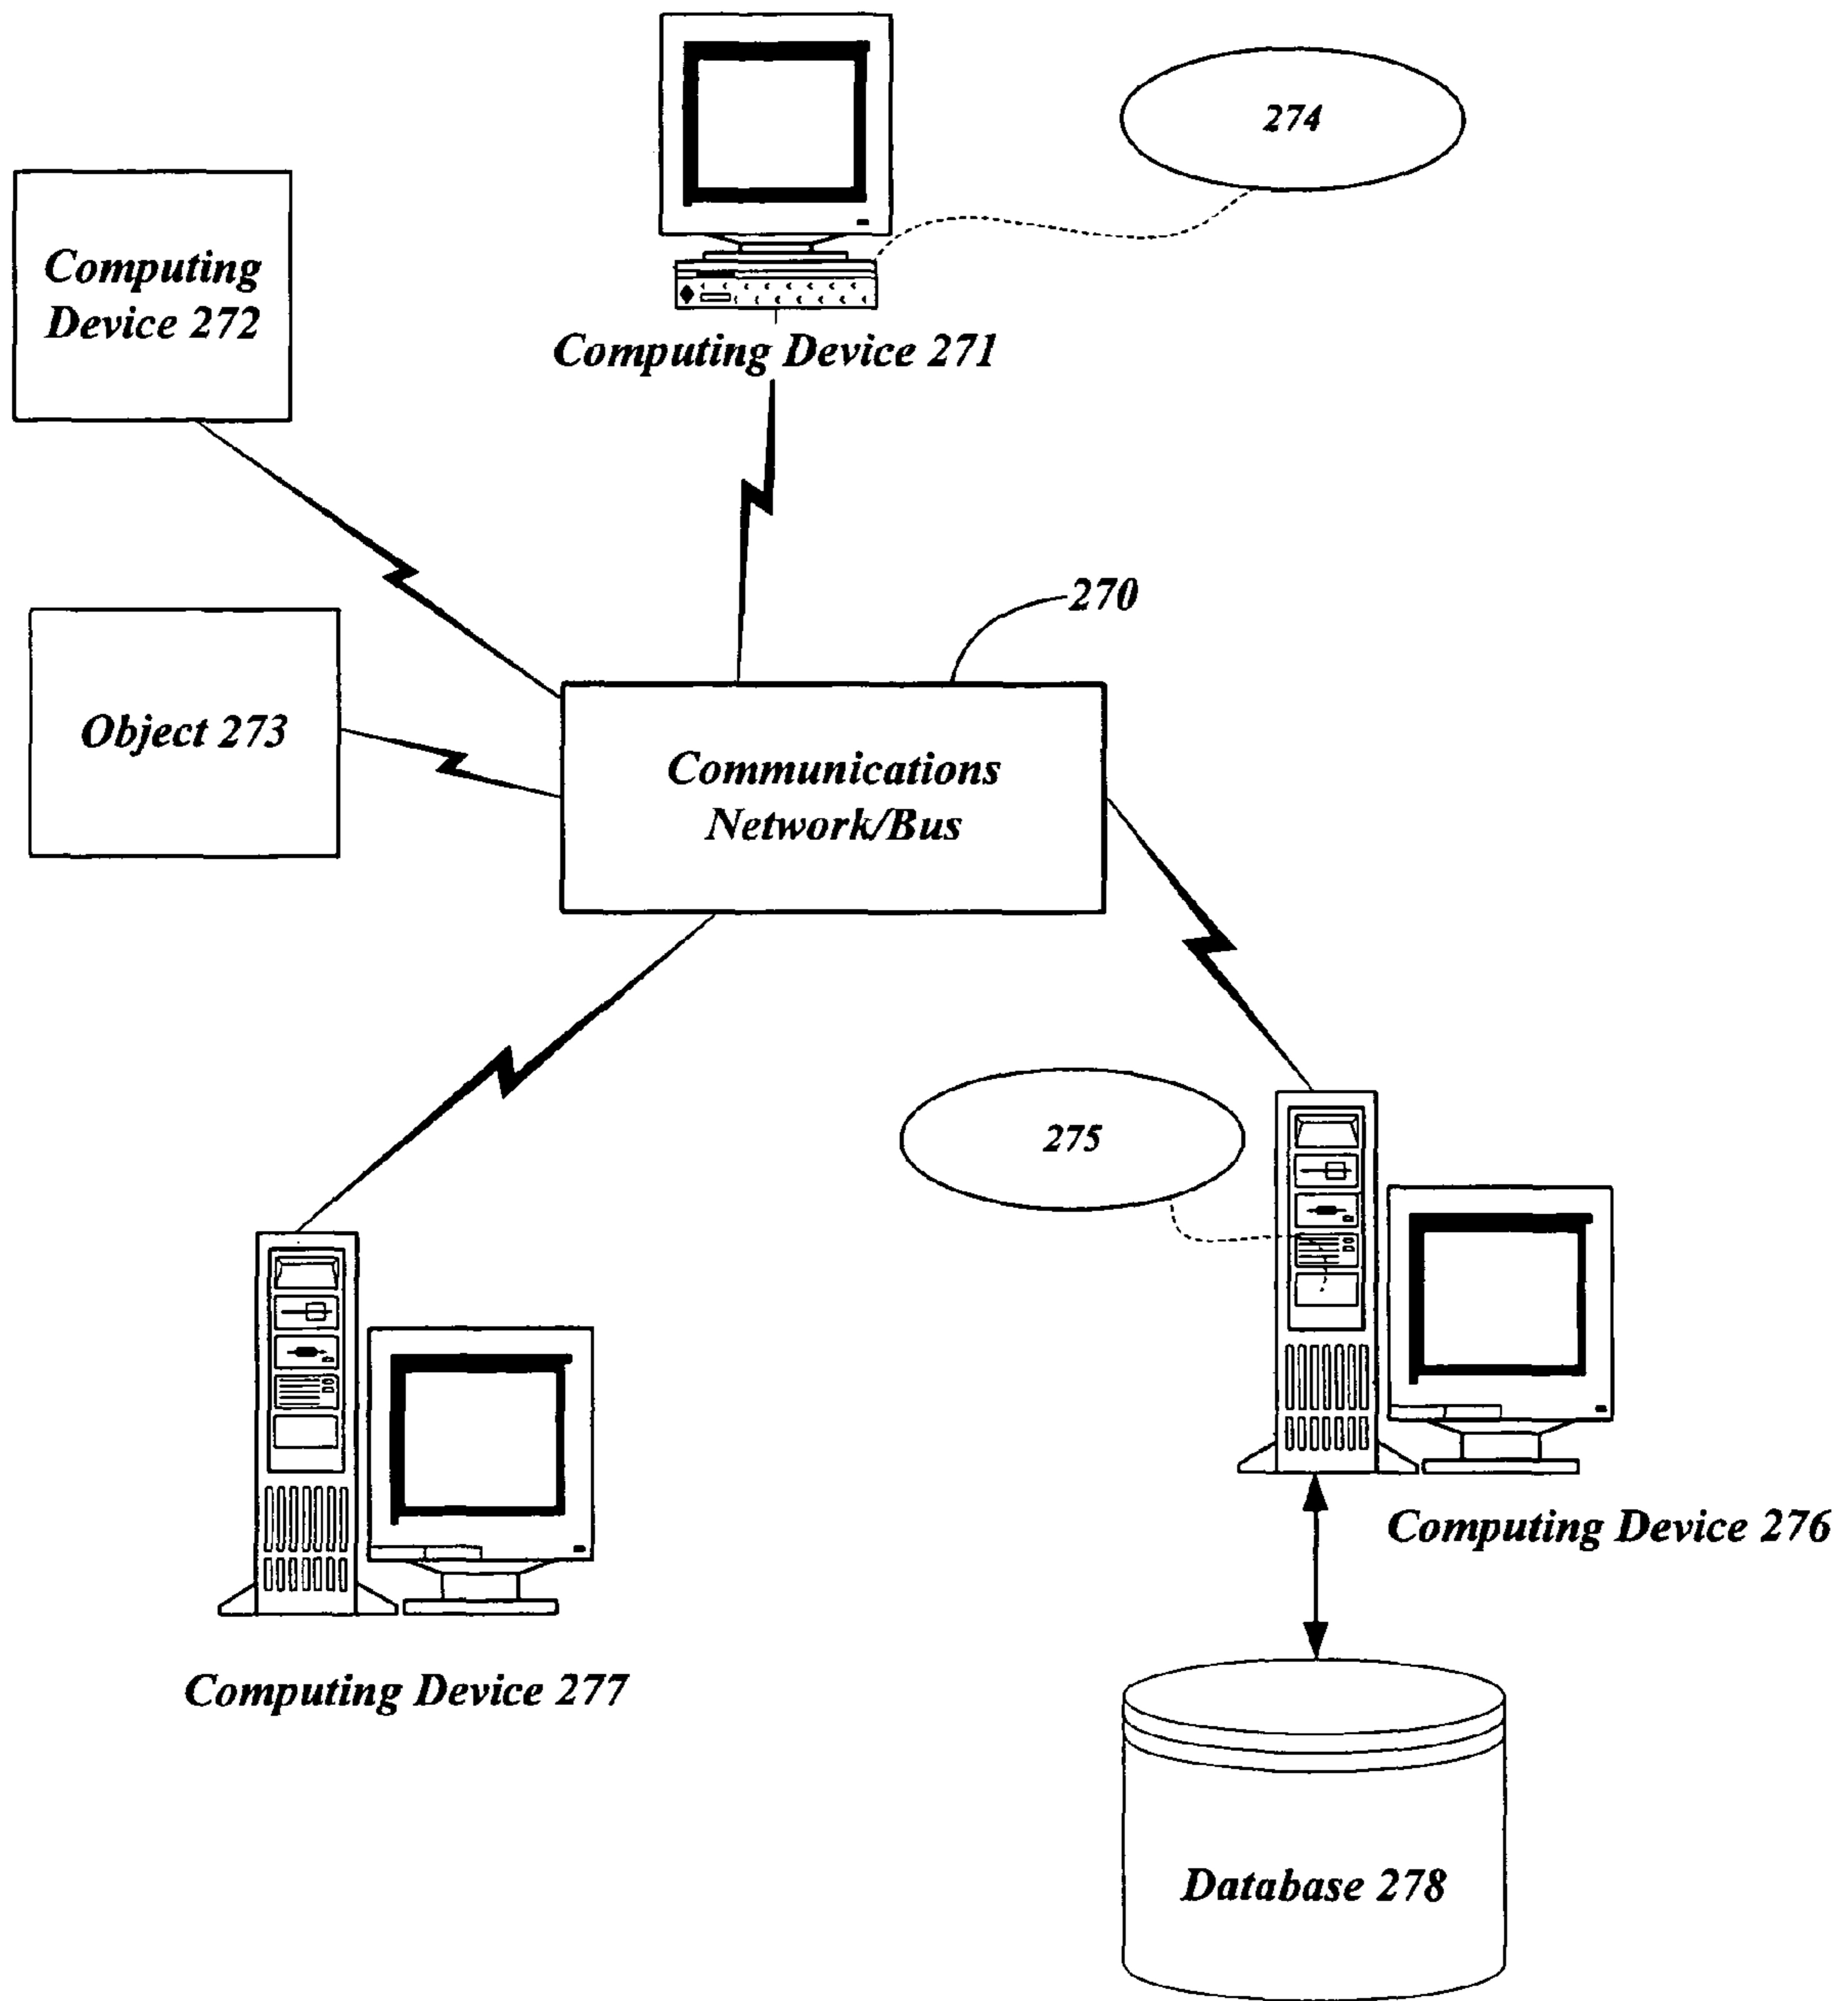 274
Computing
Device 272
Computing Device 271
270
Object 273
Communications
Network/Bus
275
Computing Device 276
Computing Device 277
Database 278